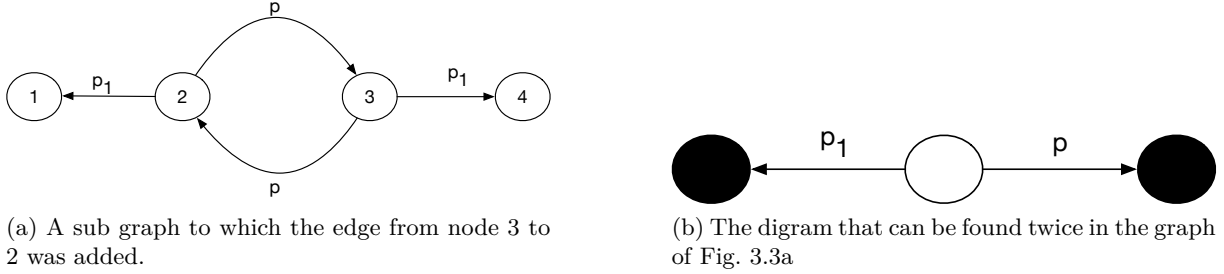 p
p1
1
2
3
p1
4
p
p1
p
(a) A sub graph to which the edge from node 3 to
2 was added.
(b) The digram that can be found twice in the graph
of Fig. 3.3a